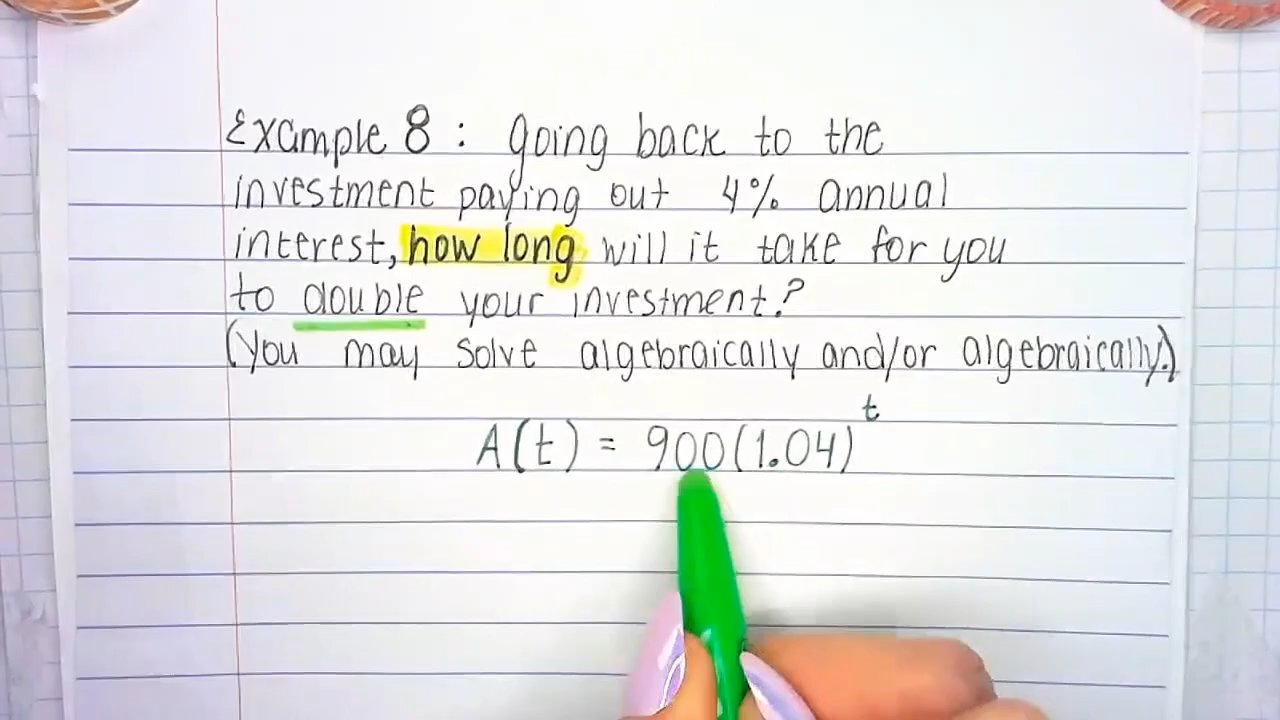 Example 8 : going back to the
investment paying out 4% annual
interest, how long will it take for you
to double your investment?
(you may solve algebraically and/or algebraically.)
A(t) = 900(1.04)^t